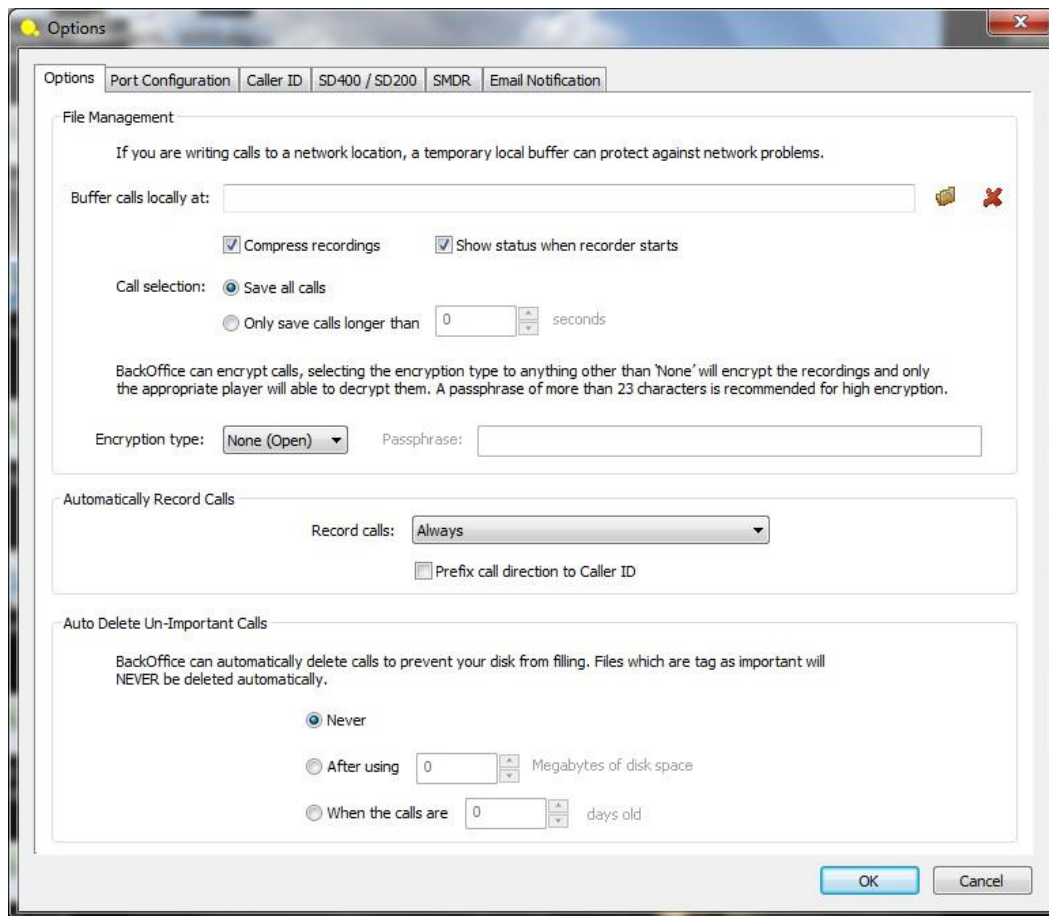 Options
Options Port Configuration Caller ID SD400 / SD200 SMDR Email Notification
File Management
If you are writing calls to a network location, a temporary local buffer can protect against network problems.
Buffer calls locally at:
Compress recordings Show status when recorder starts
Call selection: Save all calls
Only save calls longer than 0 seconds
BackOffice can encrypt calls, selecting the encryption type to anything other than 'None' will encrypt the recordings and only
the appropriate player will able to decrypt them. A passphrase of more than 23 characters is recommended for high encryption.
Encryption type: None (Open) Passphrase:
Automatically Record Calls
Record calls: Always
Prefix call direction to Caller ID
Auto Delete Un-Important Calls
BackOffice can automatically delete calls to prevent your disk from filling. Files which are tag as important will
NEVER be deleted automatically.
Never
After using 0 Megabytes of disk space
When the calls are 0 days old
OK Cancel